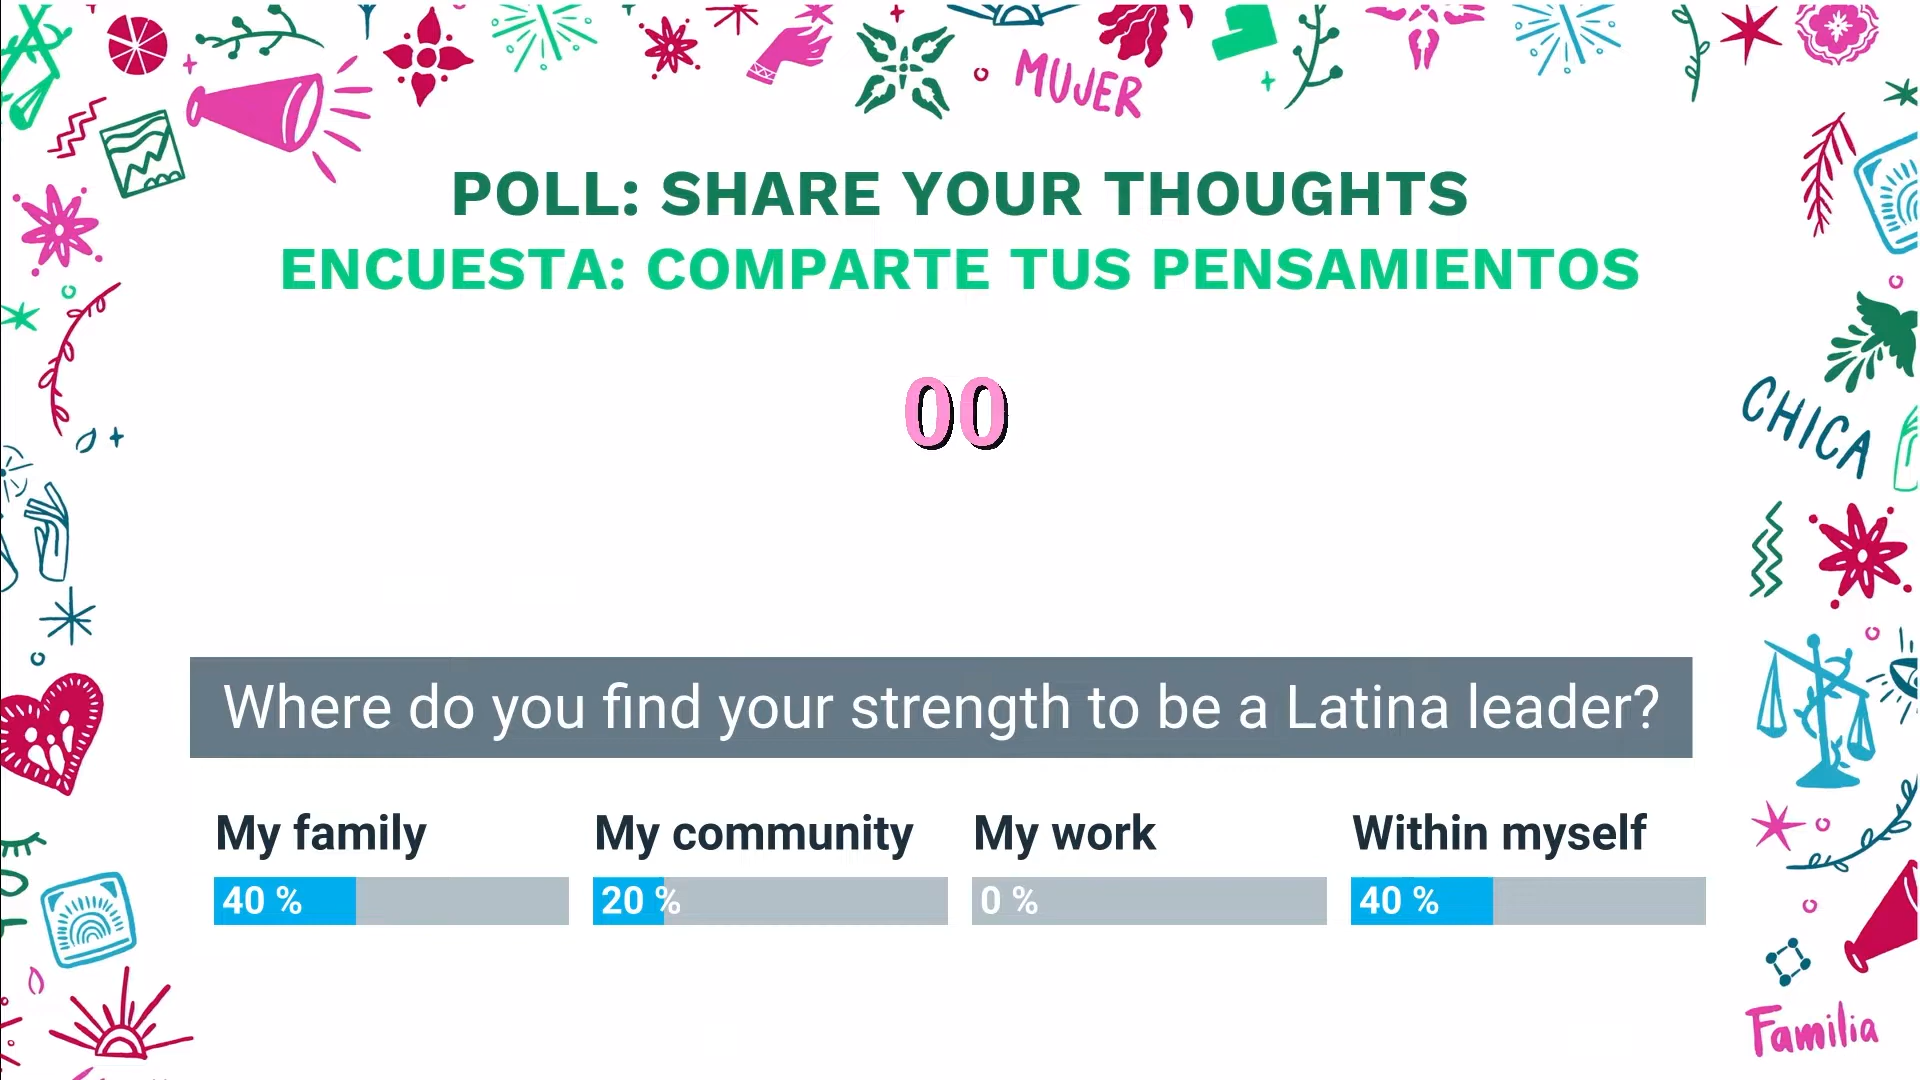 MUJER
POLL: SHARE YOUR THOUGHTS
ENCUESTA: COMPARTE TUS PENSAMIENTOS
00
CHICA
Where do you find your strength to be a Latina leader?
My family
My community
My work
Within myself
40 %
20 %
0 %
40 %
Familia